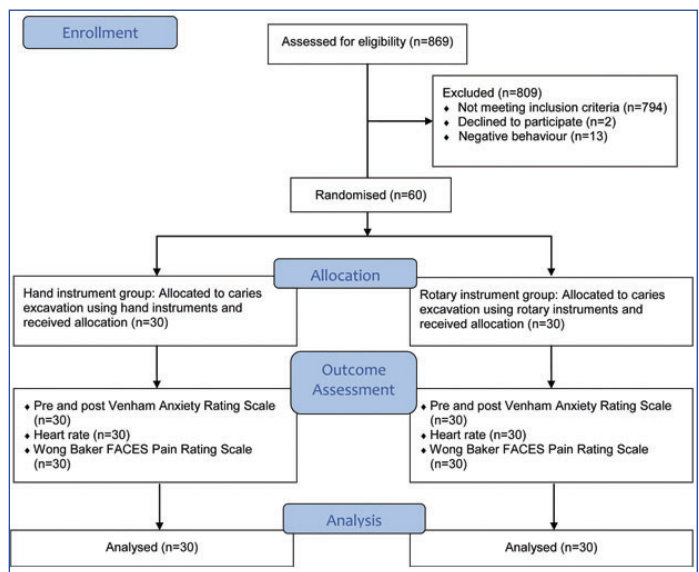 Enrollment
Assessed for eligibility (n=869)
Excluded (n=809)
♦ Not meeting inclusion criteria (n=794)
♦ Declined to participate (n=2)
♦ Negative behaviour (n=13)
Randomised (n=60)
Allocation
Hand instrument group: Allocated to caries
excavation using hand instruments and
received allocation (n=30)
Rotary instrument group: Allocated to caries
excavation using rotary instruments and
received allocation (n=30)
Outcome
Assessment
♦ Pre and post Venham Anxiety Rating Scale
(n=30)
♦ Heart rate (n=30)
♦ Wong Baker FACES Pain Rating Scale
(n=30)
♦ Pre and post Venham Anxiety Rating Scale
(n=30)
♦ Heart rate (n=30)
♦ Wong Baker FACES Pain Rating Scale
(n=30)
Analysis
Analysed (n=30)
Analysed (n=30)